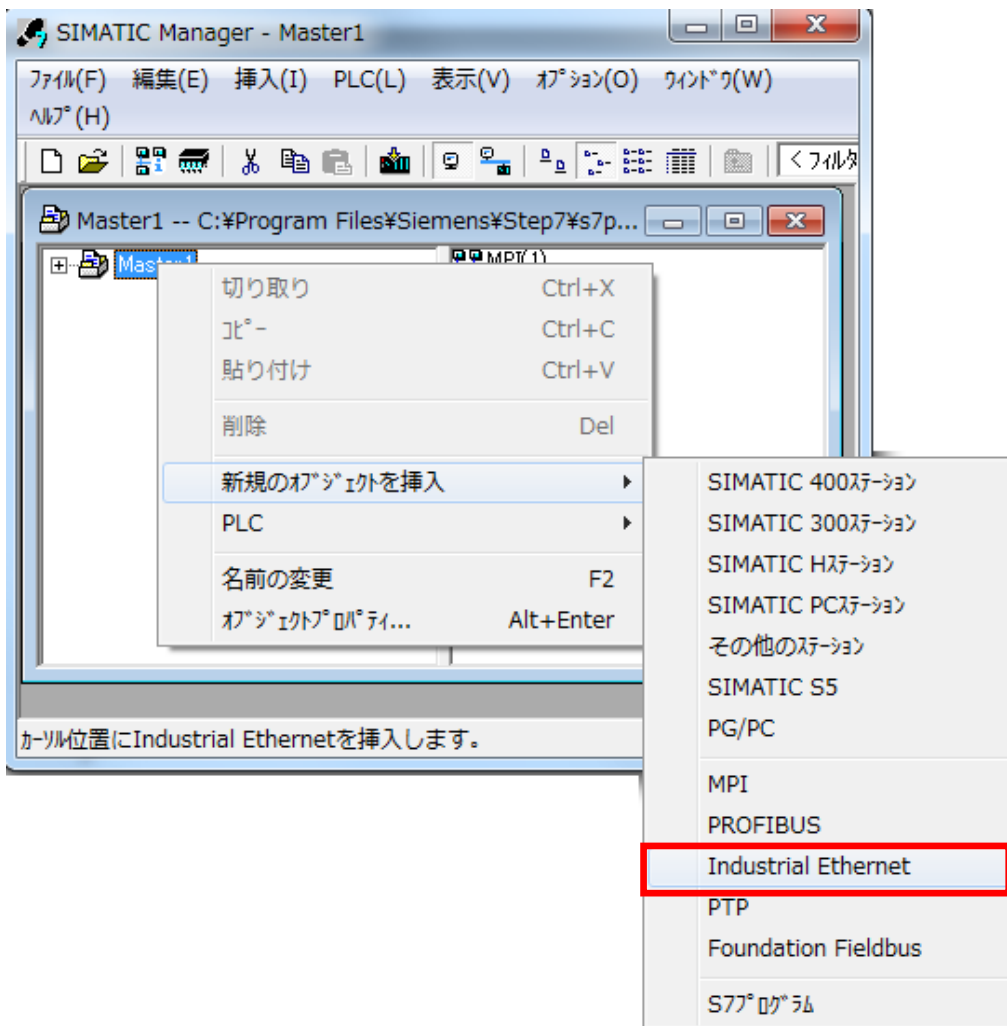 SIMATIC Manager - Master1
ﾌｧｲﾙ(F) 編集(E) 挿入(I) PLC(L) 表示(V) ｵﾌﾟｼｮﾝ(O) ｳｨﾝﾄﾞｳ(W)
ﾍﾙﾌﾟ(H)
< ﾌｨﾙﾀ
Master1 -- C:¥Program Files¥Siemens¥Step7¥s7p...
Master1
MPI(1)
切り取り Ctrl+X
ｺﾋﾟｰ Ctrl+C
貼り付け Ctrl+V
削除 Del
新規のｵﾌﾞｼﾞｪｸﾄを挿入
PLC
名前の変更 F2
ｵﾌﾞｼﾞｪｸﾄﾌﾟﾛﾊﾟﾃｨ... Alt+Enter
SIMATIC 400ｽﾃｰｼｮﾝ
SIMATIC 300ｽﾃｰｼｮﾝ
SIMATIC Hｽﾃｰｼｮﾝ
SIMATIC PCｽﾃｰｼｮﾝ
その他のｽﾃｰｼｮﾝ
SIMATIC S5
PG/PC
MPI
PROFIBUS
Industrial Ethernet
PTP
Foundation Fieldbus
S7ﾌﾟﾛｸﾞﾗﾑ
ｶｰｿﾙ位置にIndustrial Ethernetを挿入します。